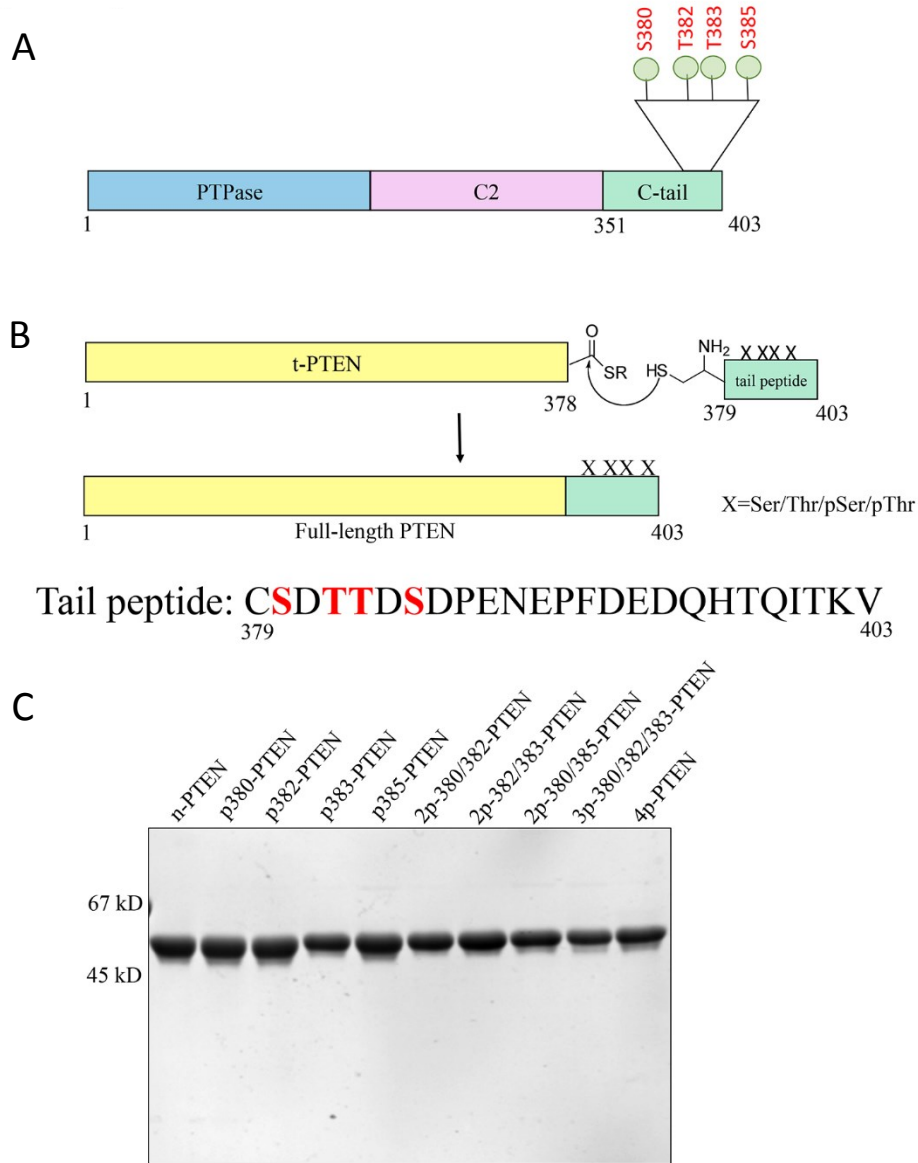 A
S380 T382 T383 S385
PTPase C2 C-tail
1 351 403
B
O
t-PTEN SR HS NH2 X XX X
tail peptide
1 378 379 403
X XX X
X=Ser/Thr/pSer/pThr
1 Full-length PTEN 403
Tail peptide: CSDTTDSDPENEPFDEDQHTQITKV
379 403
C
n-PTEN p380-PTEN p382-PTEN p383-PTEN p385-PTEN 2p-380/382-PTEN 2p-382/383-PTEN 2p-380/385-PTEN 3p-380/382/383-PTEN 4p-PTEN
67 kD
45 kD